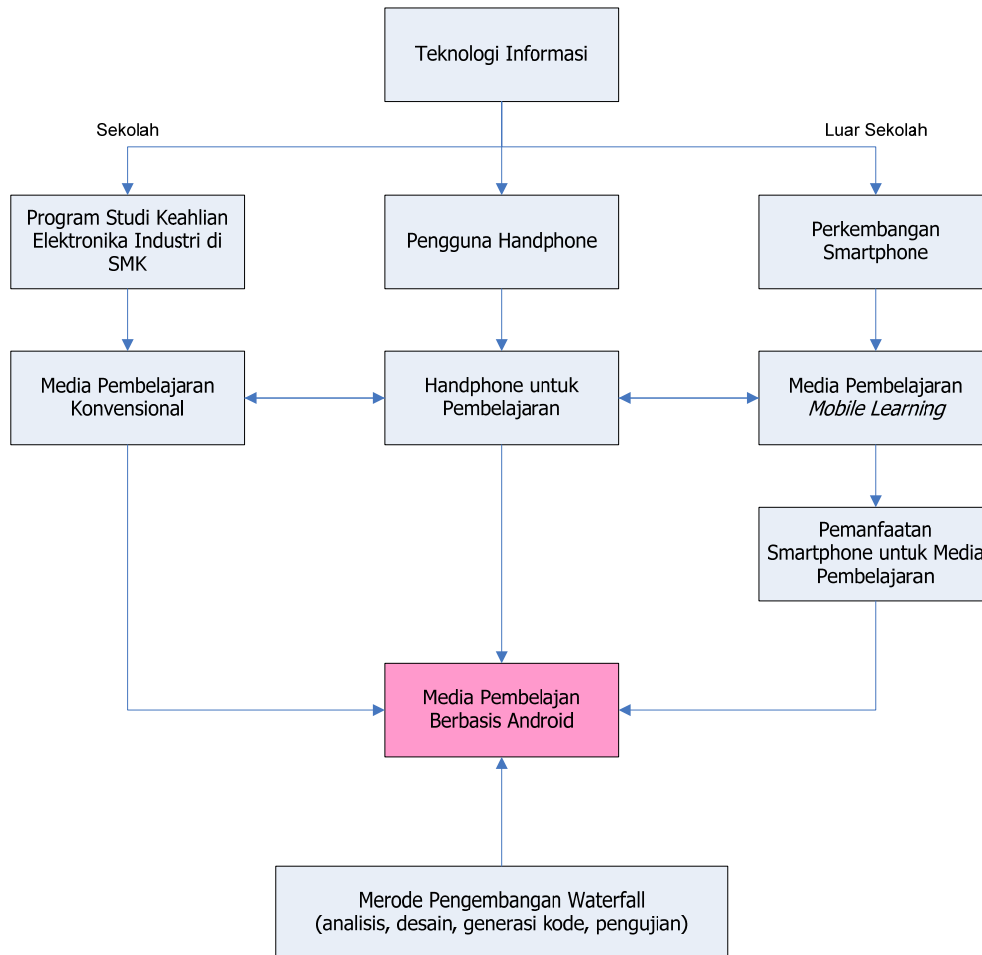 Teknologi Informasi
Sekolah
Luar Sekolah
Program Studi Keahlian
Elektronika Industri di
SMK
Pengguna Handphone
Perkembangan
Smartphone
Media Pembelajaran
Konvensional
Handphone untuk
Pembelajaran
Media Pembelajaran
Mobile Learning
Pemanfaatan
Smartphone untuk Media
Pembelajaran
Media Pembelajan
Berbasis Android
Merode Pengembangan Waterfall
(analisis, desain, generasi kode, pengujian)